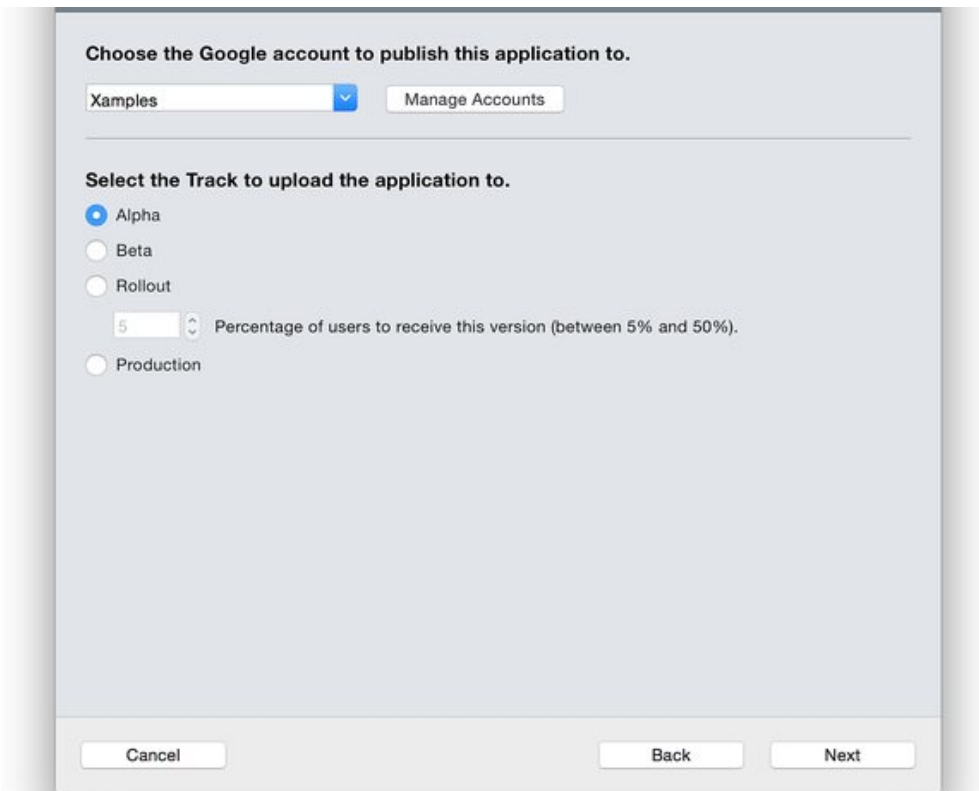 Choose the Google account to publish this application to.
Xamples
Manage Accounts
Select the Track to upload the application to.
Alpha
Beta
Rollout
5
Percentage of users to receive this version (between 5% and 50%).
Production
Cancel
Back
Next